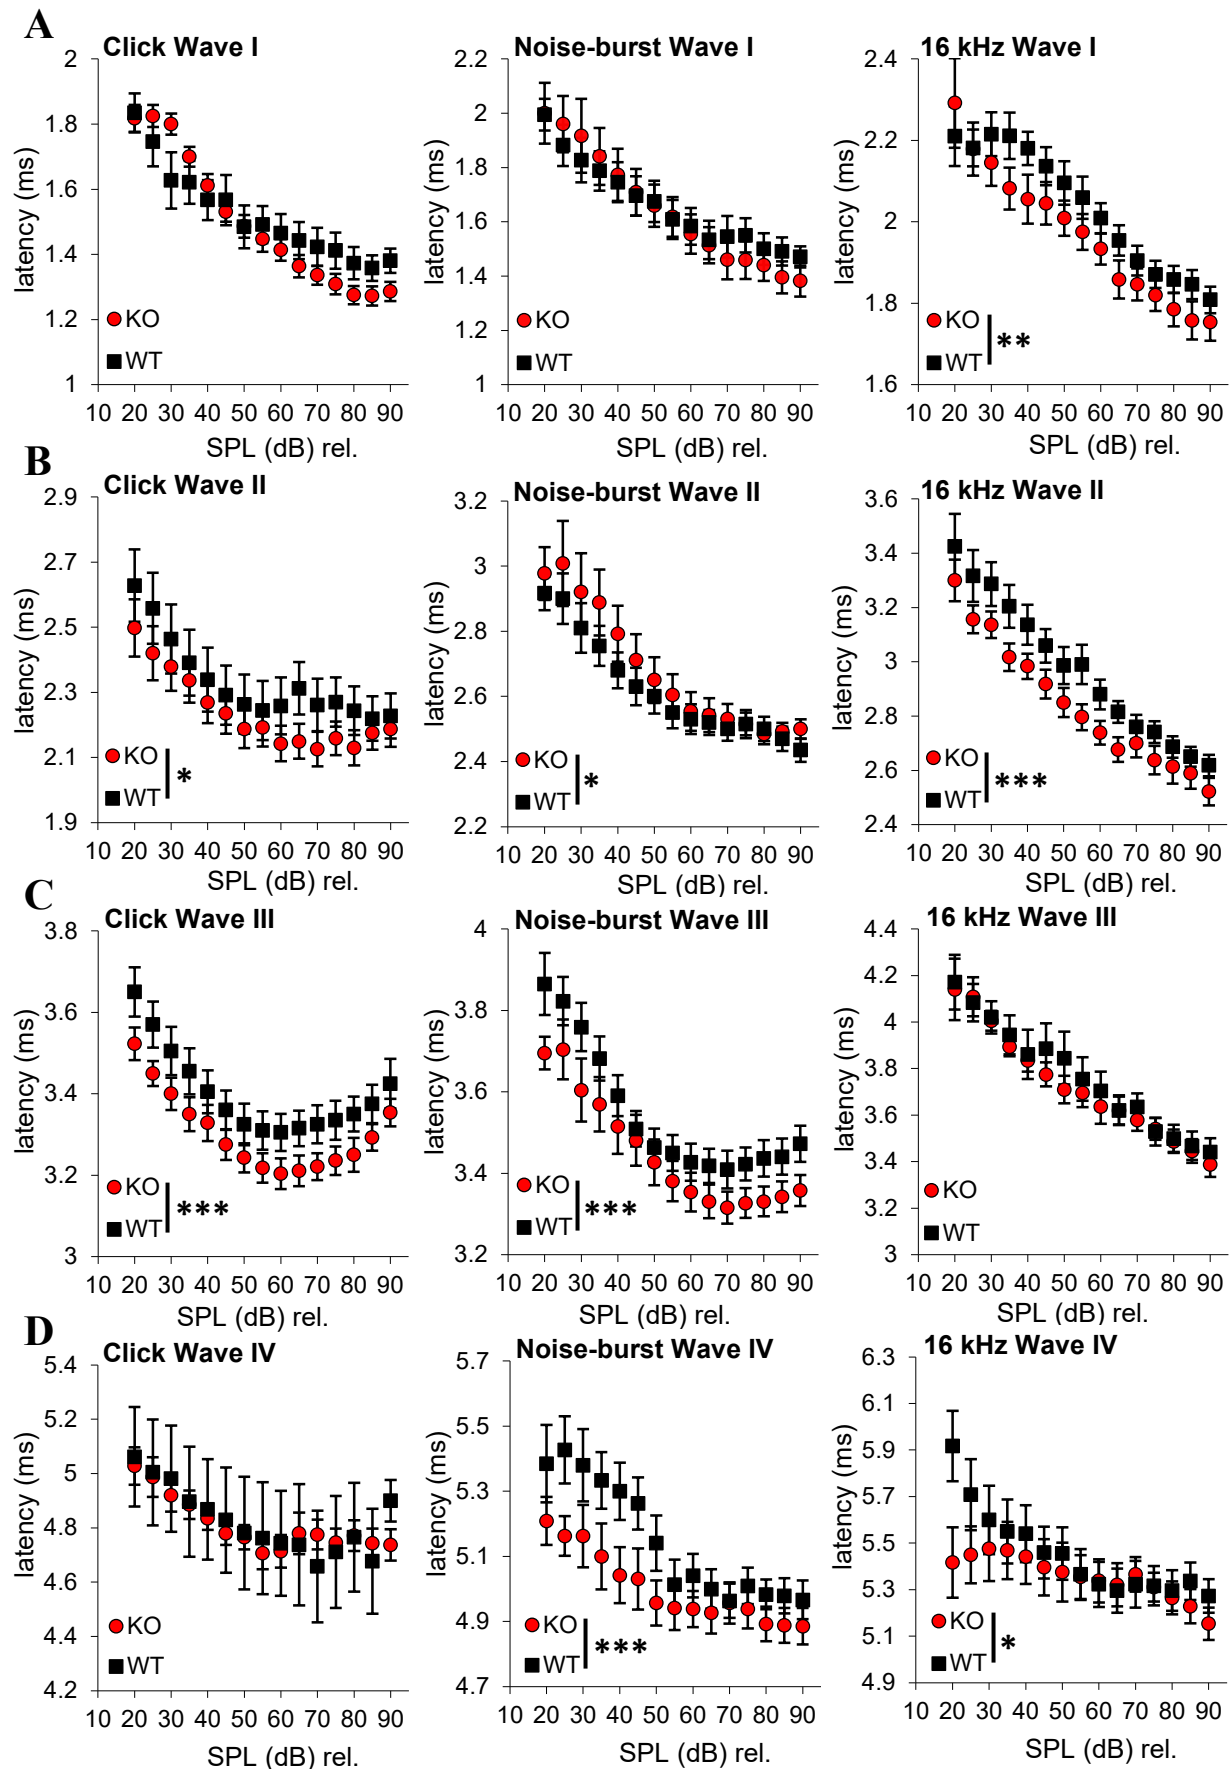 A
Click Wave I
Noise-burst Wave I
16 kHz Wave I
latency (ms)
2
1.8
1.6
1.4
1.2
1
KO
WT
10 20 30 40 50 60 70 80 90
SPL (dB) rel.
latency (ms)
2.2
2
1.8
1.6
1.4
1.2
1
KO
WT
10 20 30 40 50 60 70 80 90
SPL (dB) rel.
latency (ms)
2.4
2.2
2
1.8
1.6
KO
WT
**
10 20 30 40 50 60 70 80 90
SPL (dB) rel.
B
Click Wave II
Noise-burst Wave II
16 kHz Wave II
latency (ms)
2.9
2.7
2.5
2.3
2.1
1.9
KO
WT
*
10 20 30 40 50 60 70 80 90
SPL (dB) rel.
latency (ms)
3.2
3
2.8
2.6
2.4
2.2
KO
WT
*
10 20 30 40 50 60 70 80 90
SPL (dB) rel.
latency (ms)
3.6
3.4
3.2
3
2.8
2.6
2.4
KO
WT
***
10 20 30 40 50 60 70 80 90
SPL (dB) rel.
C
Click Wave III
Noise-burst Wave III
16 kHz Wave III
latency (ms)
3.8
3.6
3.4
3.2
3
KO
WT
***
10 20 30 40 50 60 70 80 90
SPL (dB) rel.
latency (ms)
4
3.8
3.6
3.4
3.2
KO
WT
***
10 20 30 40 50 60 70 80 90
SPL (dB) rel.
latency (ms)
4.4
4.2
4
3.8
3.6
3.4
3.2
3
KO
WT
10 20 30 40 50 60 70 80 90
SPL (dB) rel.
D
Click Wave IV
Noise-burst Wave IV
16 kHz Wave IV
latency (ms)
5.4
5.2
5
4.8
4.6
4.4
4.2
KO
WT
10 20 30 40 50 60 70 80 90
SPL (dB) rel.
latency (ms)
5.7
5.5
5.3
5.1
4.9
4.7
KO
WT
***
10 20 30 40 50 60 70 80 90
SPL (dB) rel.
latency (ms)
6.3
6.1
5.9
5.7
5.5
5.3
5.1
4.9
KO
WT
*
10 20 30 40 50 60 70 80 90
SPL (dB) rel.